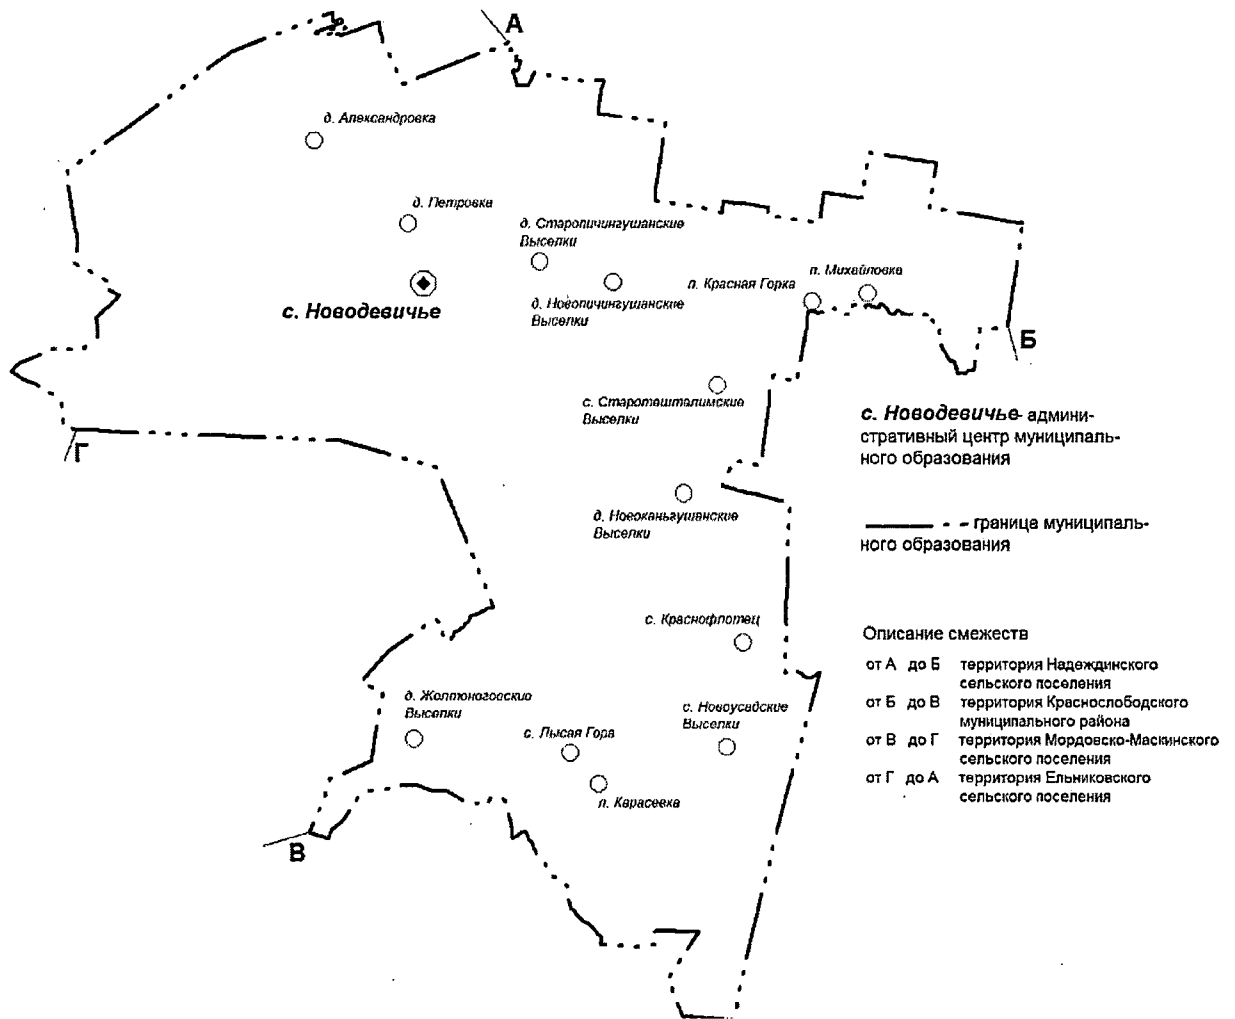 А
д. Александровка
д. Петровка
д. Старопичингушанские
Выселки
п. Михайловка
п. Красная Горка
д. Новопичингушанские
Выселки
с. Новодевичье
Б
с. Старотештелимские
Выселки
с. Новодевичье- админи-
стративный центр муниципаль-
ного образования
Г
д. Новокангушанские
Выселки
граница муниципаль-
ного образования
с. Краснофлотец
Описание смежеств
от А до Б территория Надеждинского
сельского поселения
от Б до В территория Краснослободского
муниципального района
от В до Г территория Мордовско-Маскинского
сельского поселения
от Г до А территория Ельниковского
сельского поселения
д. Желтоноговские
Выселки
с. Новоусадские
Выселки
с. Лысая Гора
п. Карасевка
В